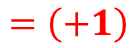 = (+1)